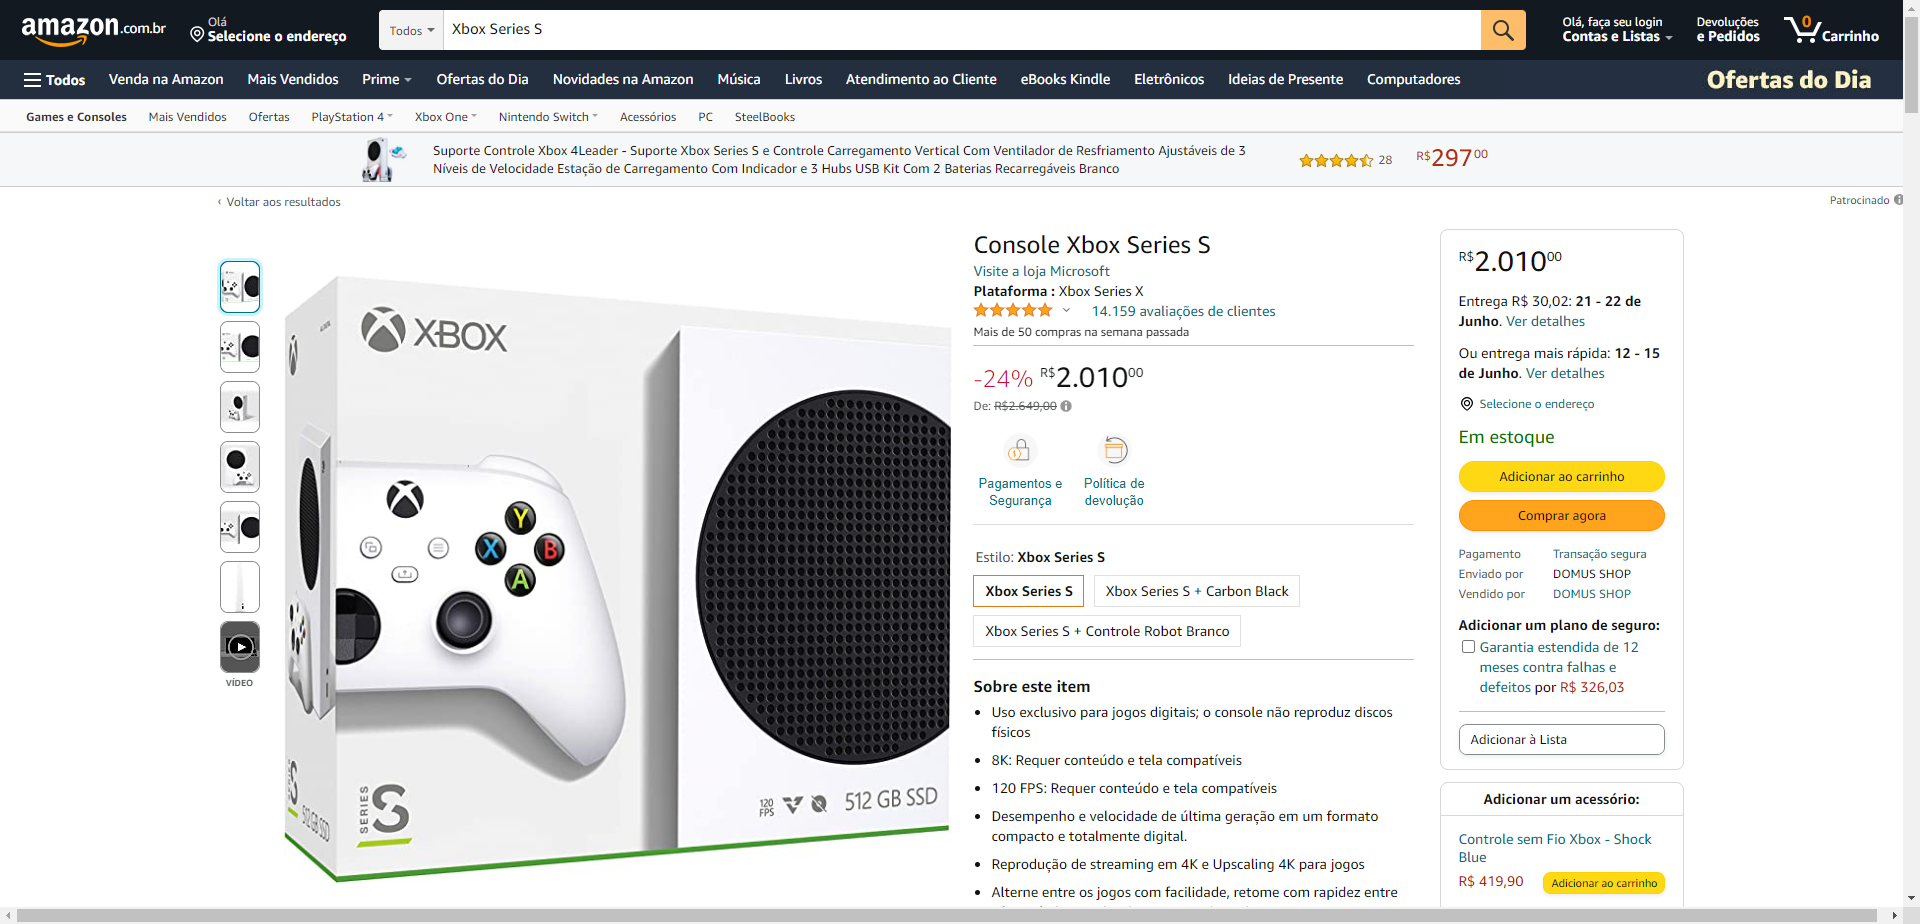 amazon.com.br
Olá
Selecione o endereço
Todos
Xbox Series S
Olá, faça seu login
Contas e Listas
Devoluções
e Pedidos
0
Carrinho
Todos
Venda na Amazon
Mais Vendidos
Prime
Ofertas do Dia
Novidades na Amazon
Música
Livros
Atendimento ao Cliente
eBooks Kindle
Eletrônicos
Ideias de Presente
Computadores
Ofertas do Dia
Games e Consoles
Mais Vendidos
Ofertas
PlayStation 4
Xbox One
Nintendo Switch
Acessórios
PC
SteelBooks
Suporte Controle Xbox 4Leader - Suporte Xbox Series S e Controle Carregamento Vertical Com Ventilador de Resfriamento Ajustáveis de 3
Níveis de Velocidade Estação de Carregamento Com Indicador e 3 Hubs USB Kit Com 2 Baterias Recarregáveis Branco
28
R$29700
‹ Voltar aos resultados
Patrocinado
VÍDEO
XBOX
Y
X
B
A
SERIES
S
120
FPS
512 GB SSD
S
512 GB SSD
Console Xbox Series S
Visite a loja Microsoft
Plataforma : Xbox Series X
14.159 avaliações de clientes
Mais de 50 compras na semana passada
-24% R$2.01000
De: R$2.649,00
Pagamentos e
Segurança
Política de
devolução
Estilo: Xbox Series S
Xbox Series S
Xbox Series S + Carbon Black
Xbox Series S + Controle Robot Branco
Sobre este item
• Uso exclusivo para jogos digitais; o console não reproduz discos
físicos
• 8K: Requer conteúdo e tela compatíveis
• 120 FPS: Requer conteúdo e tela compatíveis
• Desempenho e velocidade de última geração em um formato
compacto e totalmente digital.
• Reprodução de streaming em 4K e Upscaling 4K para jogos
• Alterne entre os jogos com facilidade, retome com rapidez entre
R$2.01000
Entrega R$ 30,02: 21 - 22 de
Junho. Ver detalhes
Ou entrega mais rápida: 12 - 15
de Junho. Ver detalhes
Selecione o endereço
Em estoque
Adicionar ao carrinho
Comprar agora
Pagamento Transação segura
Enviado por DOMUS SHOP
Vendido por DOMUS SHOP
Adicionar um plano de seguro:
Garantia estendida de 12
meses contra falhas e
defeitos por R$ 326,03
Adicionar à Lista
Adicionar um acessório:
Controle sem Fio Xbox - Shock
Blue
R$ 419,90
Adicionar ao carrinho